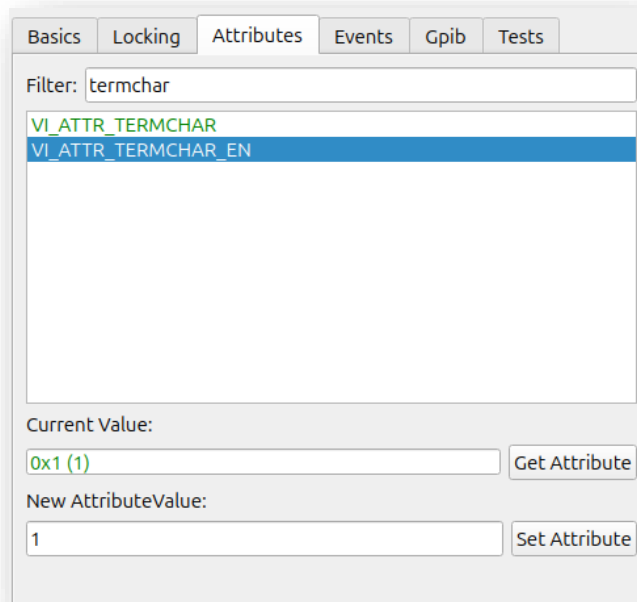 Basics Locking Attributes Events Gpib Tests
Filter: termchar
VI_ATTR_TERMCHAR
VI_ATTR_TERMCHAR_EN
Current Value:
0x1 (1) Get Attribute
New AttributeValue:
1 Set Attribute